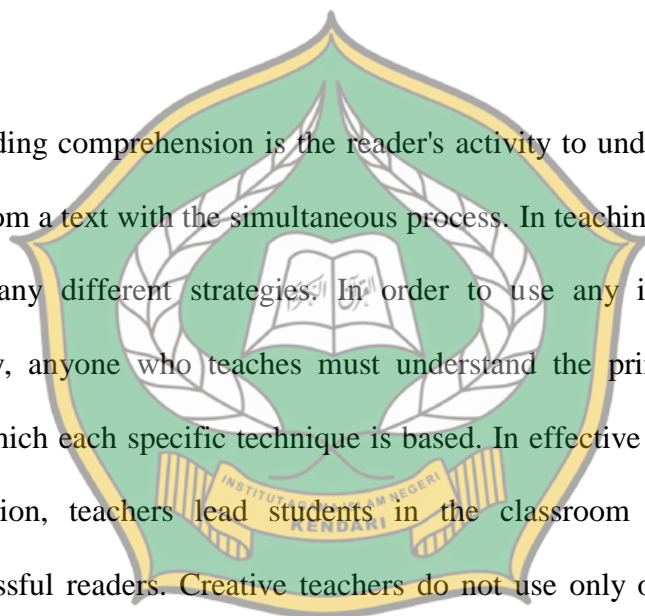 ding comprehension is the reader's activity to und
om a text with the simultaneous process. In teachin
any different strategies. In order to use any i
, anyone who teaches must understand the pri
hich each specific technique is based. In effective
INSTITUT AGAMA ISLAM NEGERI
KENDARI
ion, teachers lead students in the classroom
ssful readers. Creative teachers do not use only o